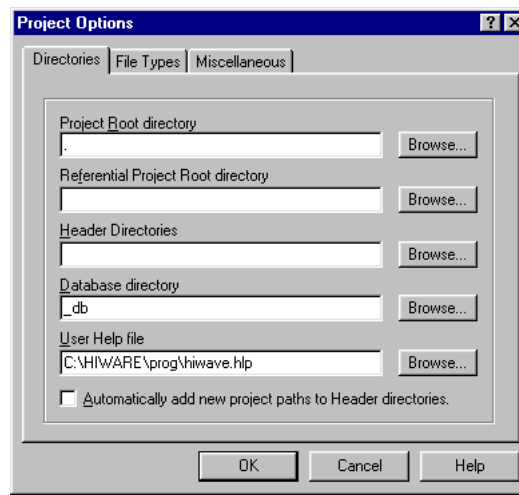 Project Options
Directories File Types Miscellaneous
Project Root directory
. Browse...
Referential Project Root directory
Browse...
Header Directories
Browse...
Database directory
_db Browse...
User Help file
C:\HIWARE\prog\hiwave.hlp Browse...
Automatically add new project paths to Header directories.
OK Cancel Help